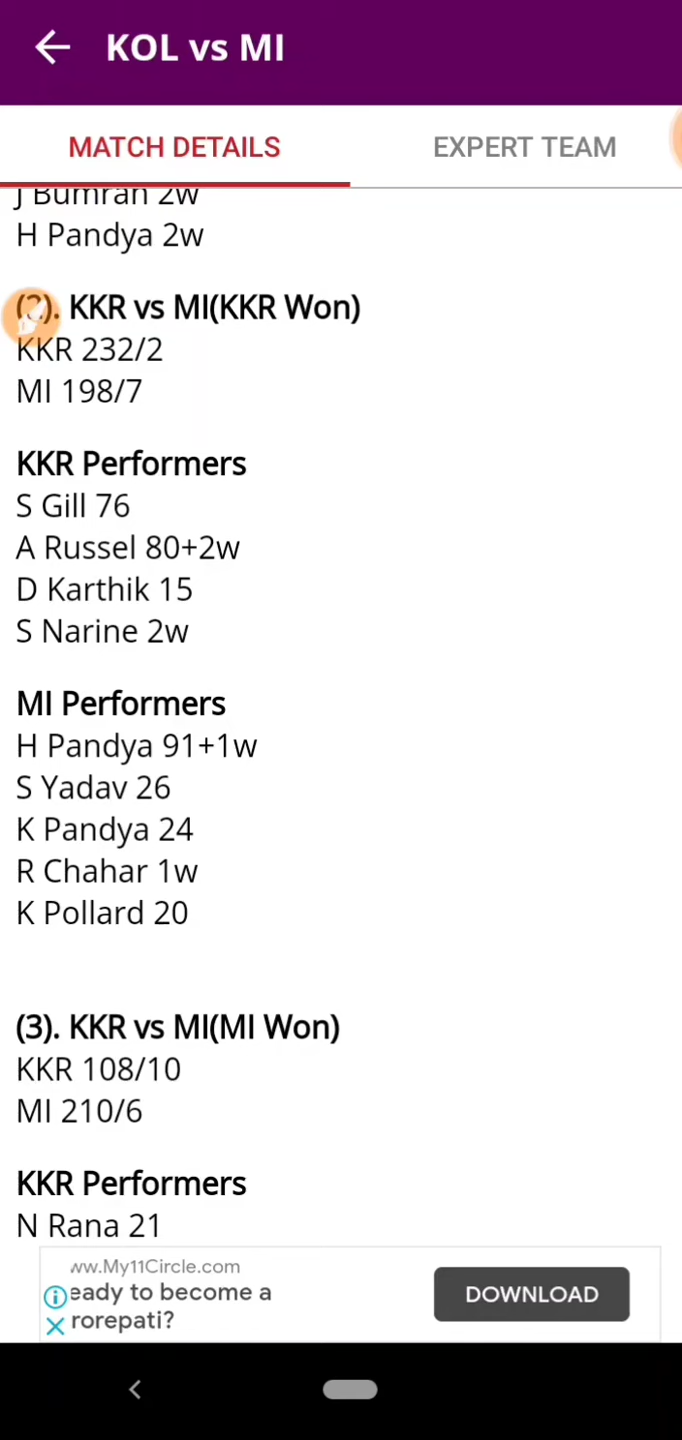 KOL vs MI
MATCH DETAILS
EXPERT TEAM
J Bumrah 2w
H Pandya 2w
(2). KKR vs MI(KKR Won)
KKR 232/2
MI 198/7
KKR Performers
S Gill 76
A Russel 80+2w
D Karthik 15
S Narine 2w
MI Performers
H Pandya 91+1w
S Yadav 26
K Pandya 24
R Chahar 1w
K Pollard 20
(3). KKR vs MI(MI Won)
KKR 108/10
MI 210/6
KKR Performers
N Rana 21
ww.My11Circle.com
eady to become a
rorepati?
DOWNLOAD